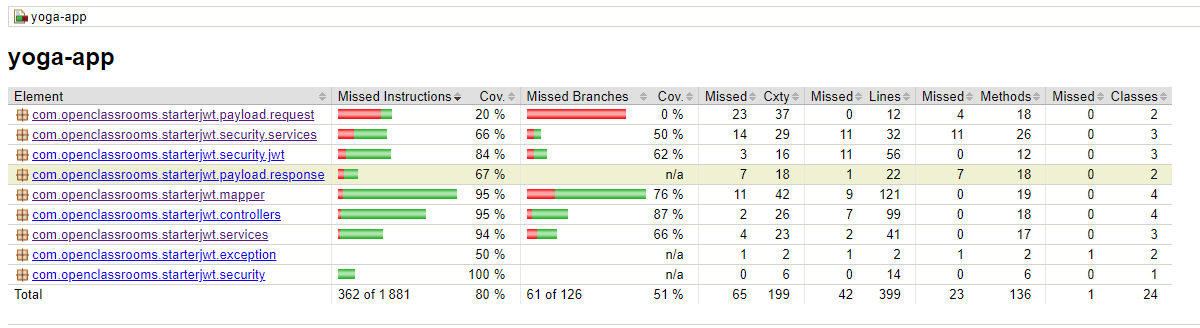 yoga-app
yoga-app
Element Missed Instructions Cov. Missed Branches Cov. Missed Cxty Missed Lines Missed Methods Missed Classes
com.openclassrooms.starterjwt.payload.request 20 % 0 % 23 37 0 12 4 18 0 2
com.openclassrooms.starterjwt.security.services 66 % 50 % 14 29 11 32 11 26 0 3
com.openclassrooms.starterjwt.security.jwt 84 % 62 % 3 16 11 56 0 12 0 3
com.openclassrooms.starterjwt.payload.response 67 % n/a 7 18 1 22 7 18 0 2
com.openclassrooms.starterjwt.mapper 95 % 76 % 11 42 9 121 0 19 0 4
com.openclassrooms.starterjwt.controllers 95 % 87 % 2 26 7 99 0 18 0 4
com.openclassrooms.starterjwt.services 94 % 66 % 4 23 2 41 0 17 0 3
com.openclassrooms.starterjwt.exception 50 % n/a 1 2 1 2 1 2 1 2
com.openclassrooms.starterjwt.security 100 % n/a 0 6 0 14 0 6 0 1
Total 362 of 1 881 80 % 61 of 126 51 % 65 199 42 399 23 136 1 24